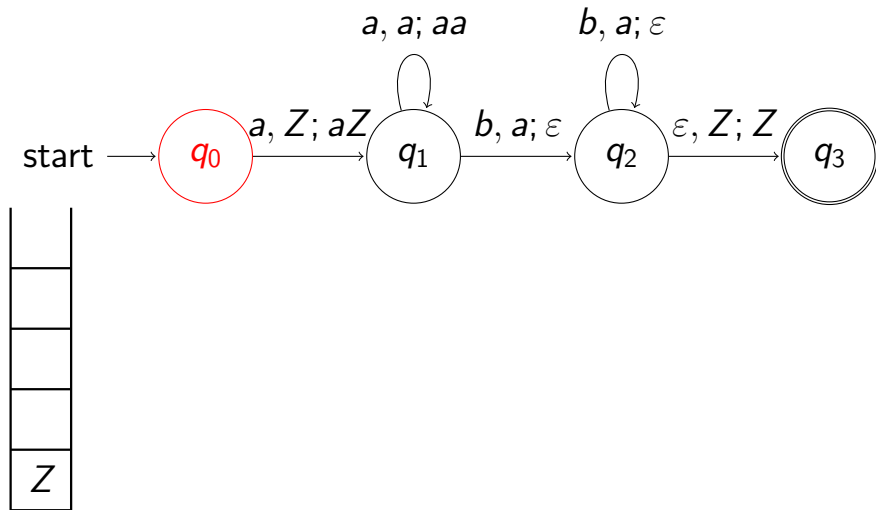 a, a; aa b, a; ε
a, Z; aZ b, a; ε ε, Z; Z
start q₀ q₁ q₂ q₃
Z